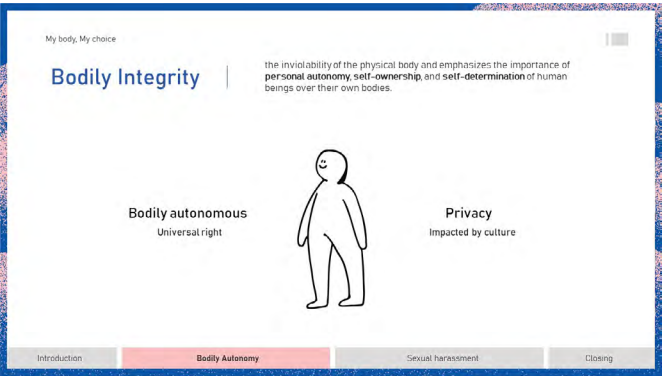 My body, My choice
Bodily Integrity
the inviolability of the physical body and emphasizes the importance of
personal autonomy, self-ownership, and self-determination of human
beings over their own bodies.
Bodily autonomous
Universal right
Privacy
Impacted by culture
Introduction
Bodily Autonomy
Sexual harassment
Closing